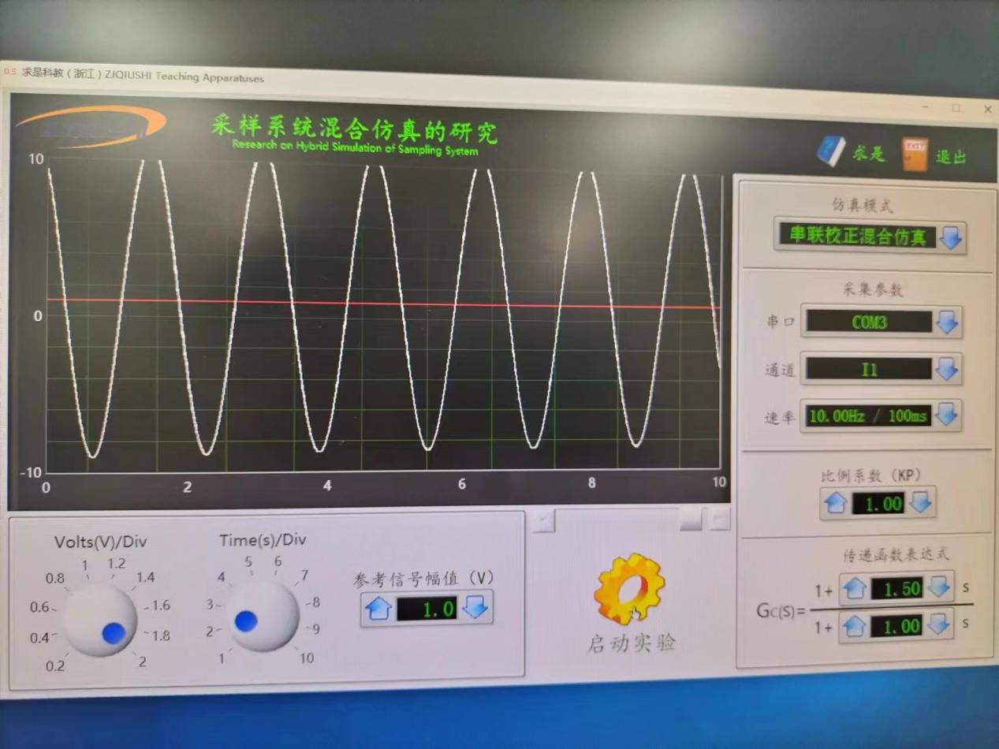 0.5 求是科教（浙江）ZJQIUSHI Teaching Apparatuses
采样系统混合仿真的研究
Research on Hybrid Simulation of Sampling System
求是
EXIT
退出
10
0
-10
0 2 4 6 8 10
仿真模式
串联校正混合仿真
采集参数
串口 COM3
通道 I1
速率 10.00Hz / 100ms
比例系数（KP）
1.00
传递函数表达式
Gc(S)=
1+ 1.50 S
1+ 1.00 S
Volts(V)/Div
0.2 0.4 0.6 0.8 1 1.2 1.4 1.6 1.8 2
Time(s)/Div
1 2 3 4 5 6 7 8 9 10
参考信号幅值（V）
1.0
启动实验